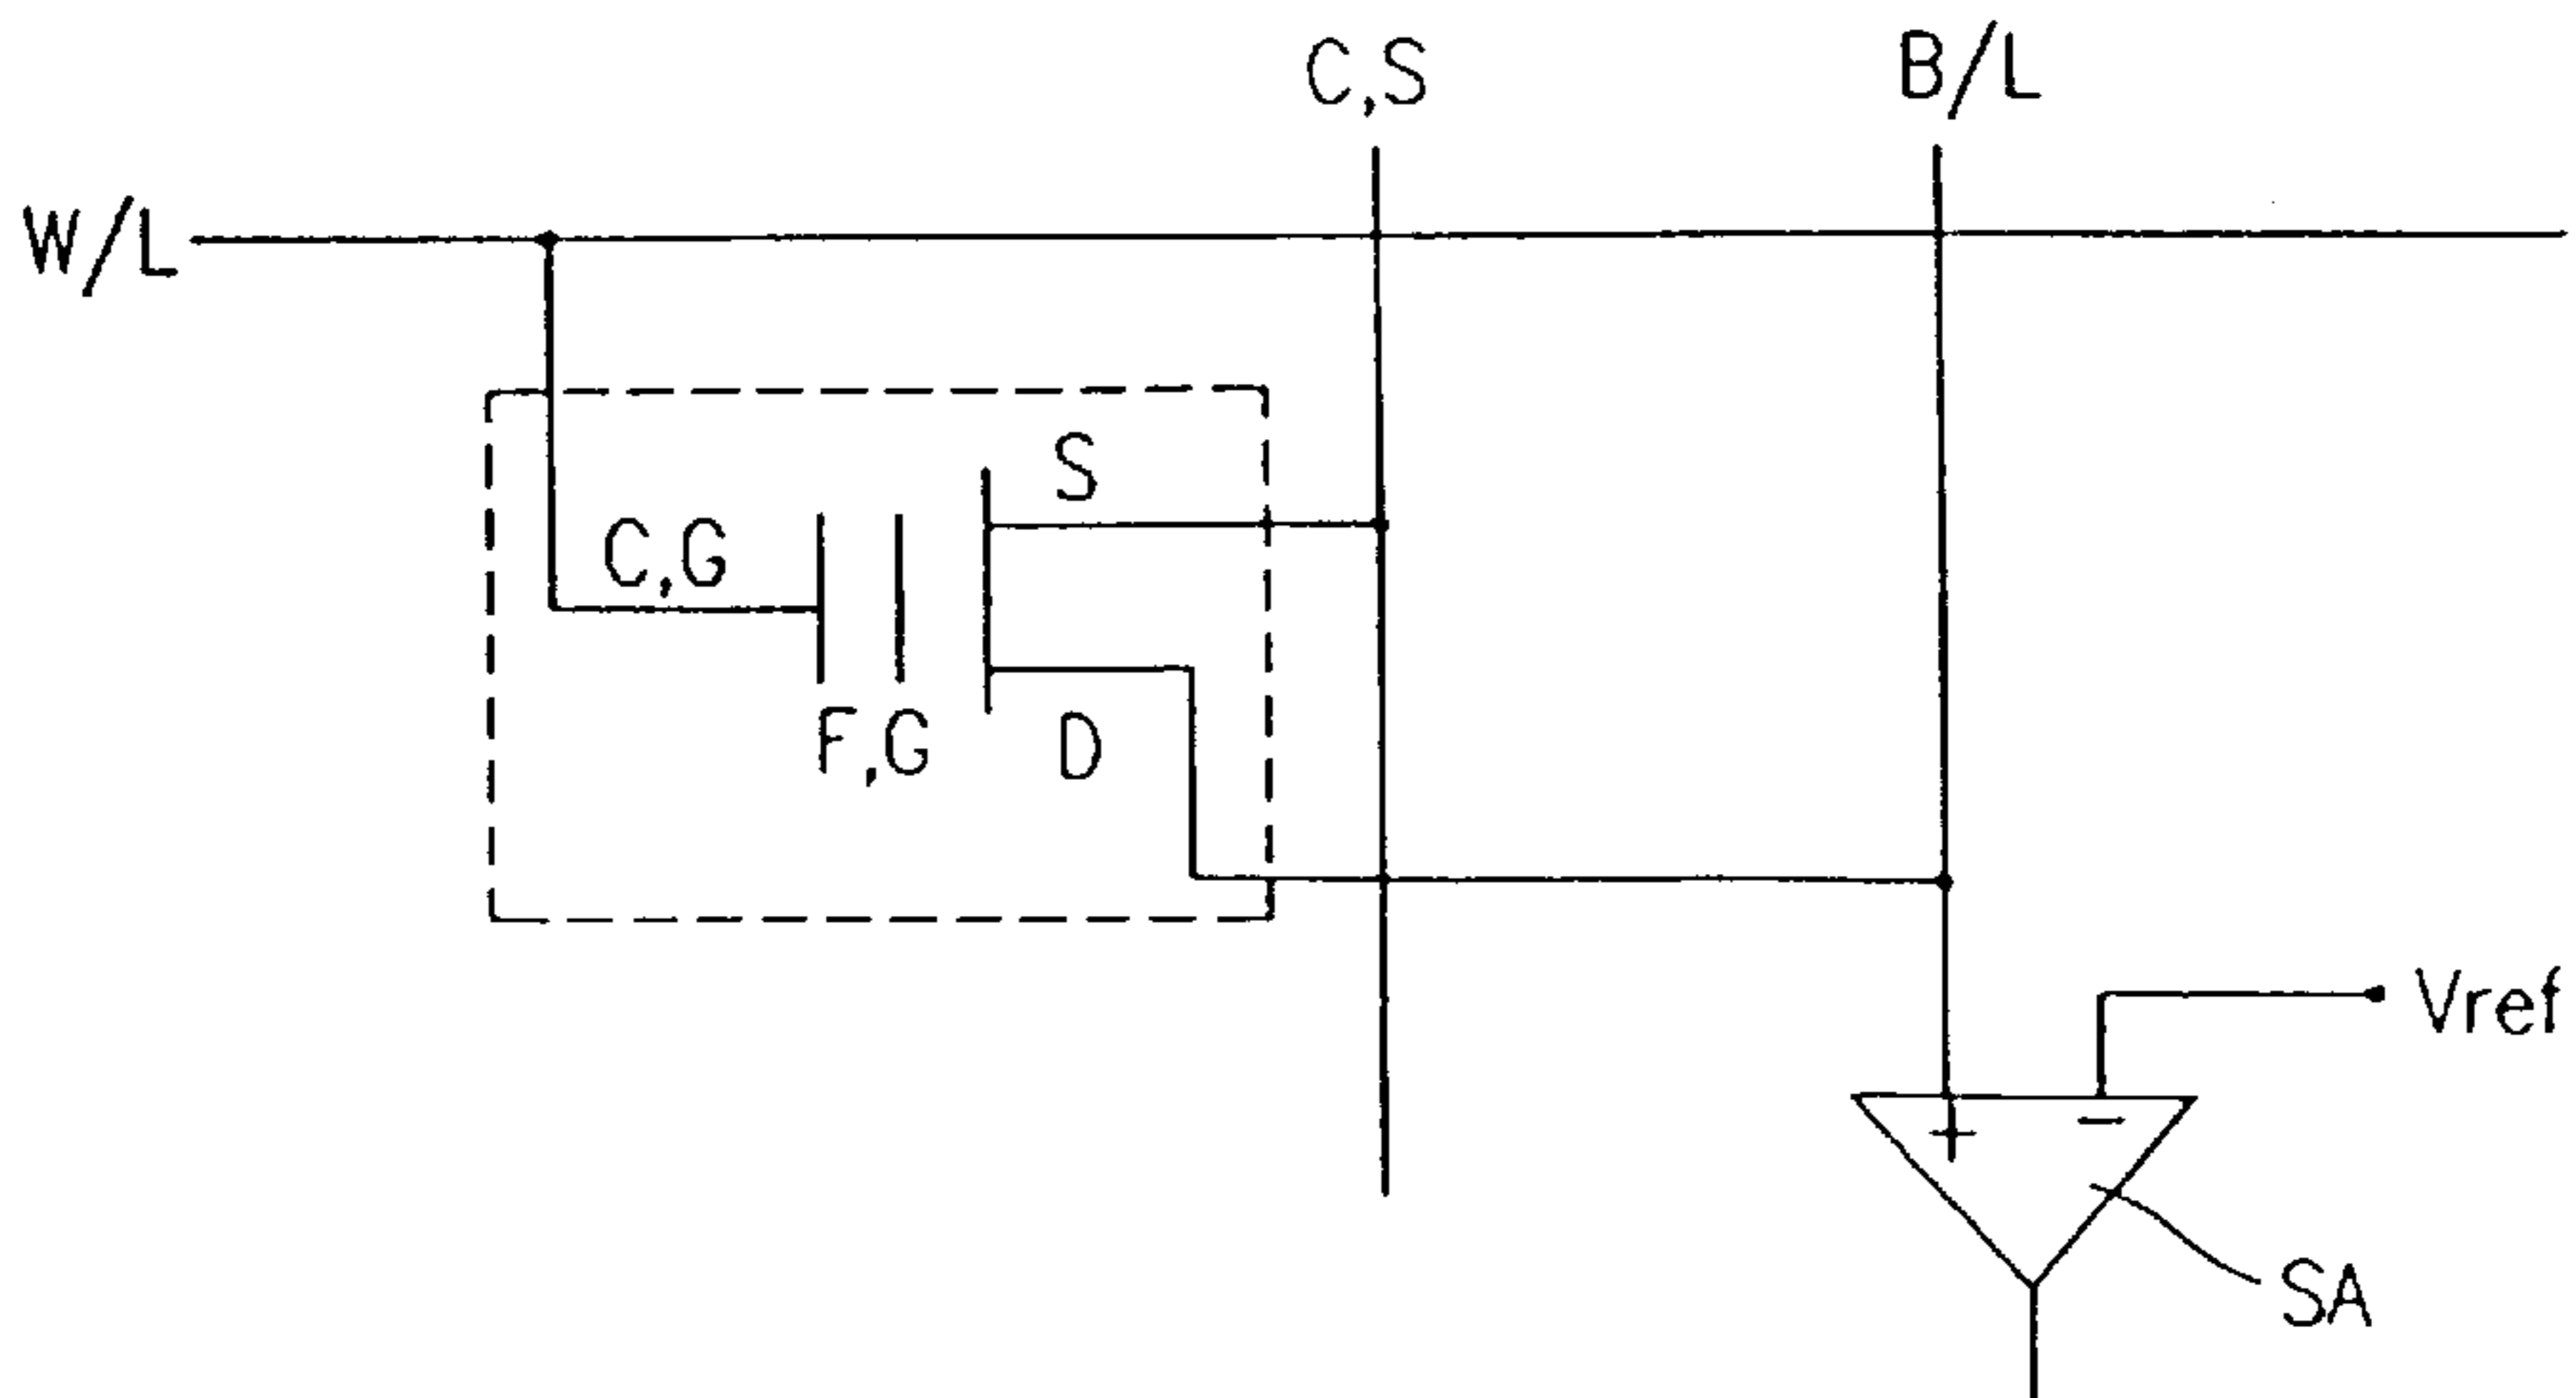 C,S
B/L
W/L
S
C,G
F,G
D
Vref
+
−
SA